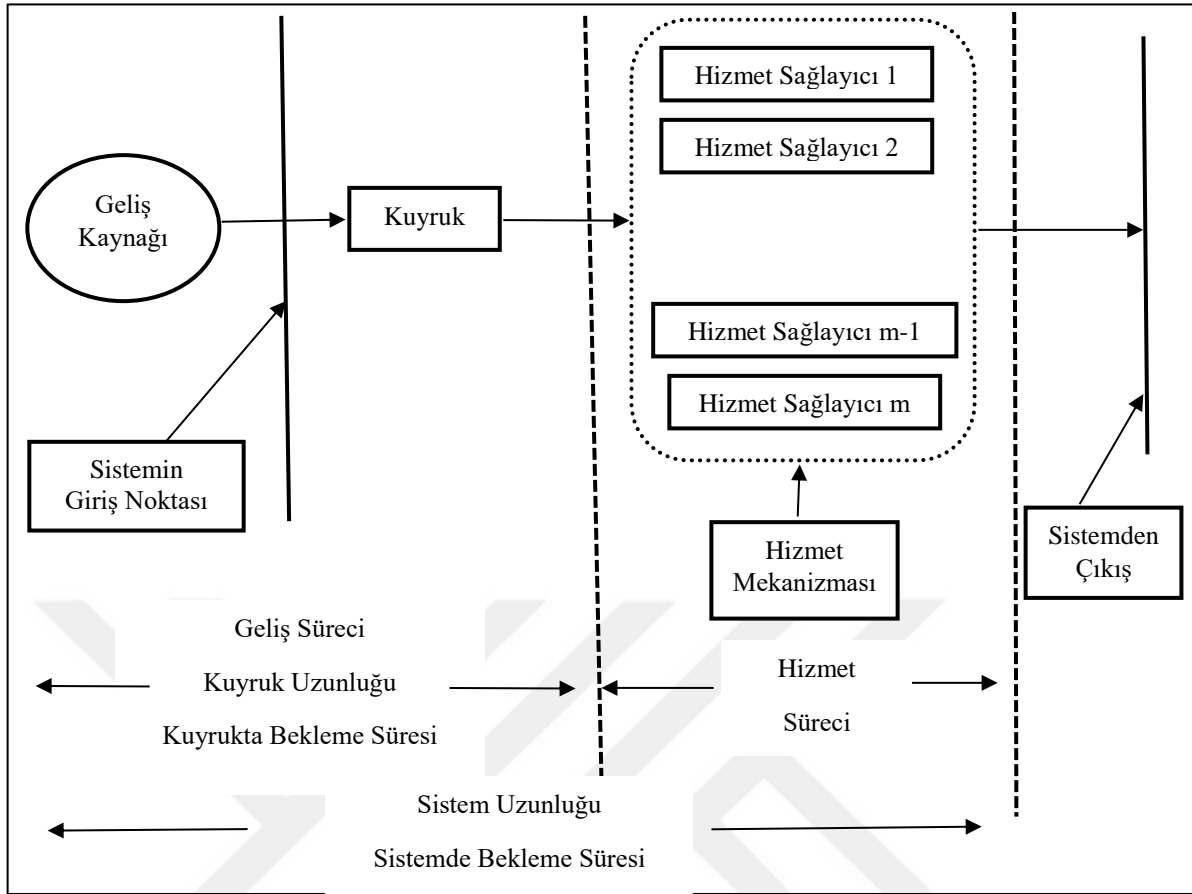 Hizmet Sağlayıcı 1
Hizmet Sağlayıcı 2
Geliş
Kaynağı
Kuyruk
Hizmet Sağlayıcı m-1
Hizmet Sağlayıcı m
Sistemin
Giriş Noktası
Hizmet
Mekanizması
Sistemden
Çıkış
Geliş Süreci
Kuyruk Uzunluğu
Kuyrukta Bekleme Süresi
Hizmet
Süreci
Sistem Uzunluğu
Sistemde Bekleme Süresi